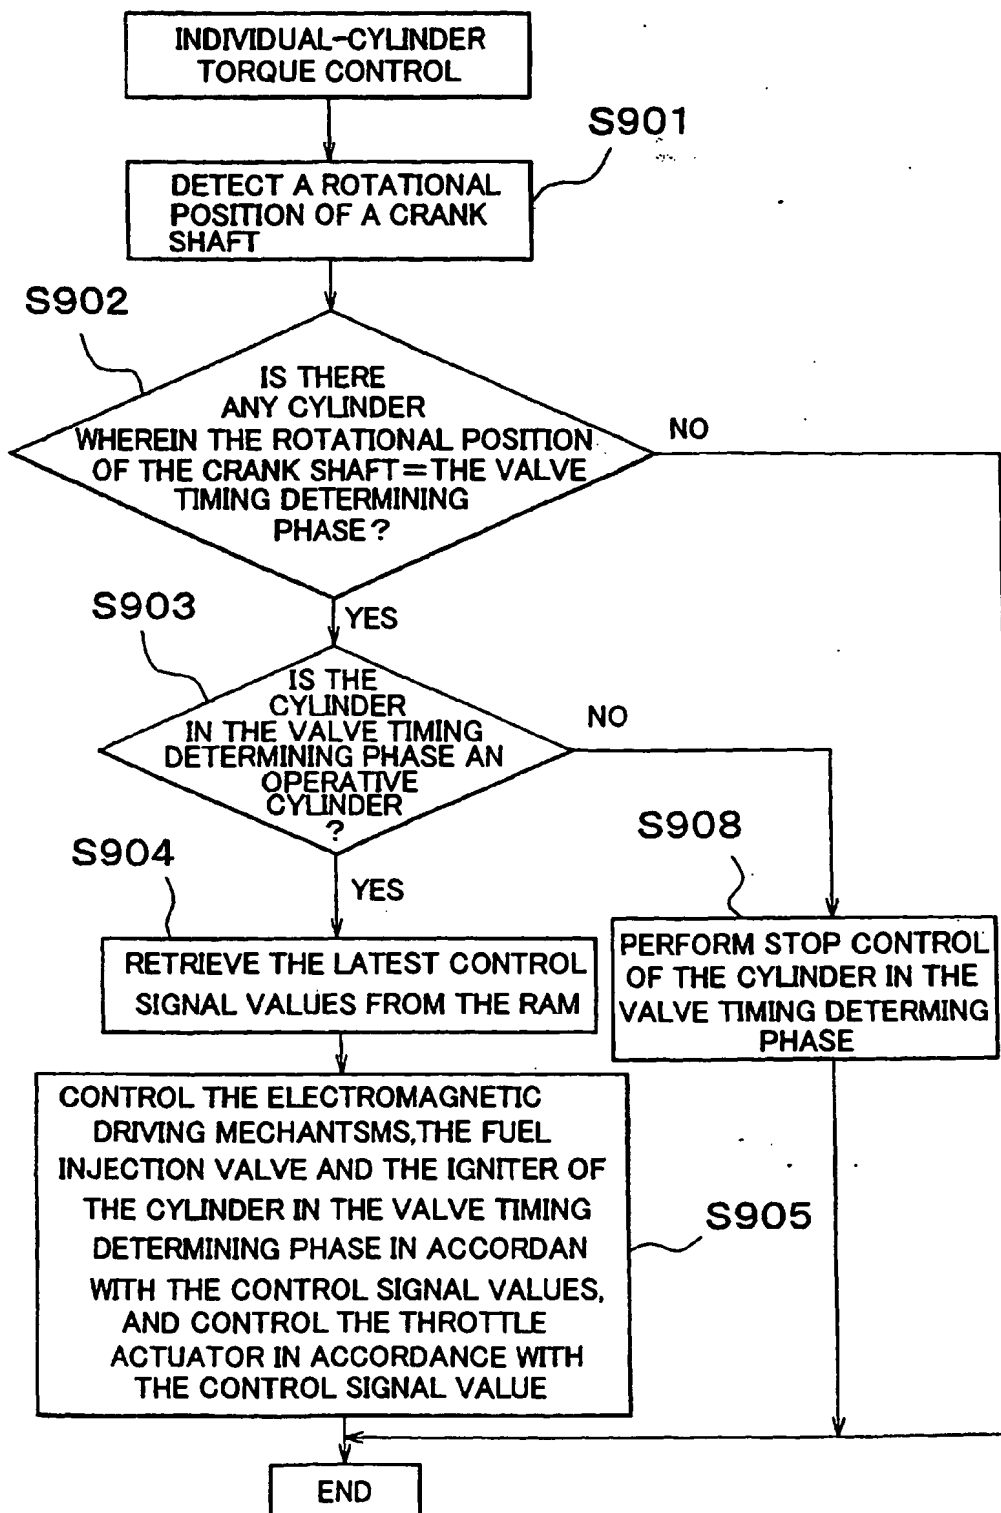 INDIVIDUAL-CYLINDER
TORQUE CONTROL
S901
DETECT A ROTATIONAL
POSITION OF A CRANK
SHAFT
S902
IS THERE
ANY CYLINDER
WHEREIN THE ROTATIONAL POSITION
OF THE CRANK SHAFT=THE VALVE
TIMING DETERMINING
PHASE?
NO
YES
S903
IS THE
CYLINDER
IN THE VALVE TIMING
DETERMINING PHASE AN
OPERATIVE
CYLINDER
?
NO
YES
S904
RETRIEVE THE LATEST CONTROL
SIGNAL VALUES FROM THE RAM
S908
PERFORM STOP CONTROL
OF THE CYLINDER IN THE
VALVE TIMING DETERMING
PHASE
CONTROL THE ELECTROMAGNETIC
DRIVING MECHANTSMS,THE FUEL
INJECTION VALVE AND THE IGNITER OF
THE CYLINDER IN THE VALVE TIMING
DETERMINING PHASE IN ACCORDAN
WITH THE CONTROL SIGNAL VALUES,
AND CONTROL THE THROTTLE
ACTUATOR IN ACCORDANCE WITH
THE CONTROL SIGNAL VALUE
S905
END